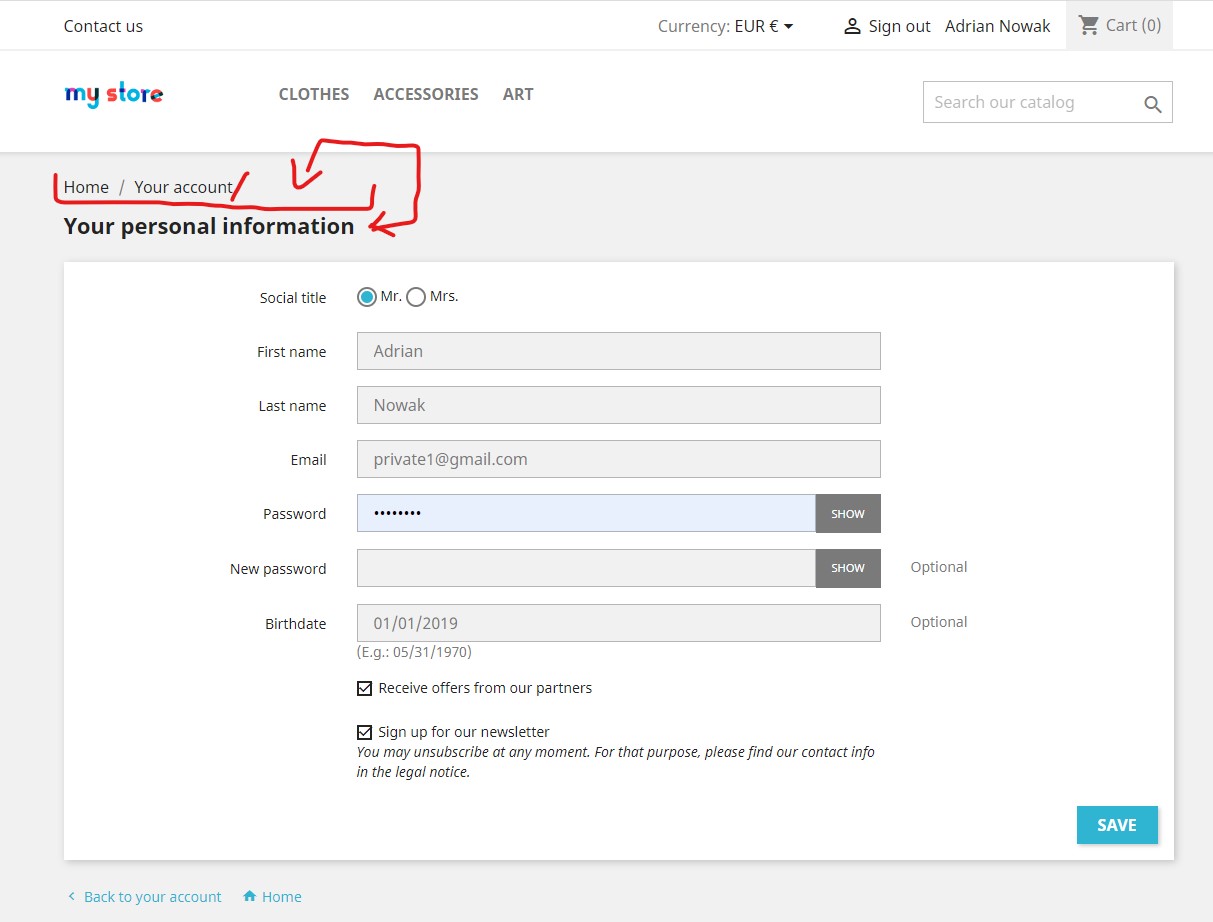 Contact us Currency: EUR € Sign out Adrian Nowak Cart (0)
my store CLOTHES ACCESSORIES ART Search our catalog
Home / Your account
Your personal information
Social title Mr. Mrs.
First name Adrian
Last name Nowak
Email private1@gmail.com
Password •••••••• SHOW
New password SHOW Optional
Birthdate 01/01/2019 Optional
(E.g.: 05/31/1970)
Receive offers from our partners
Sign up for our newsletter
You may unsubscribe at any moment. For that purpose, please find our contact info
in the legal notice.
SAVE
Back to your account Home